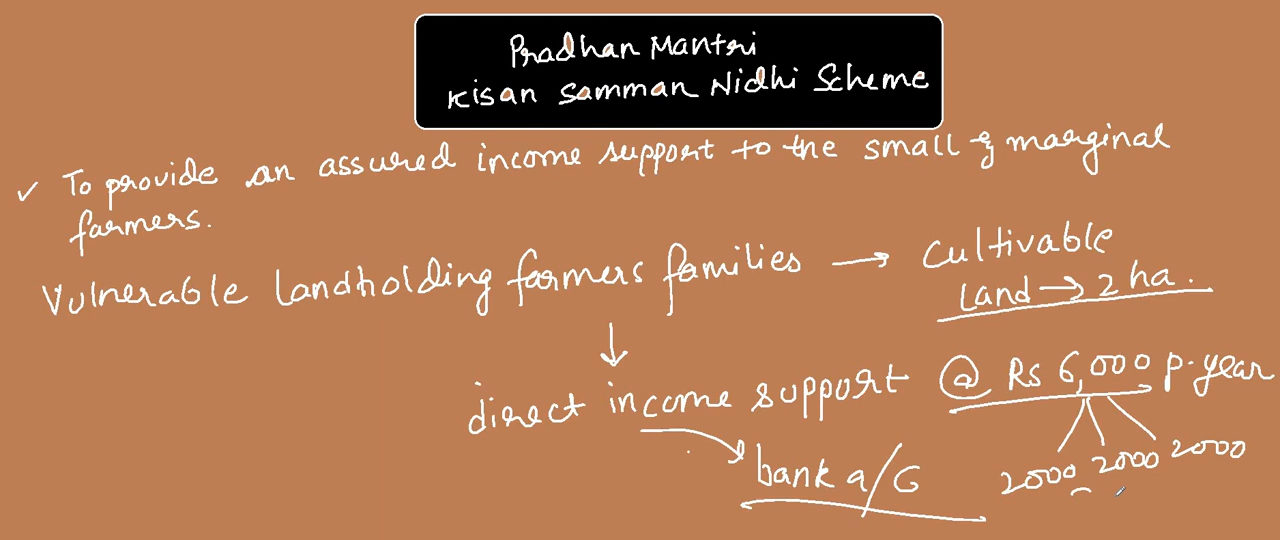 Pradhan Mantri
Kisan Samman Nidhi Scheme
✓ To provide an assured income support to the small & marginal
farmers.
Vulnerable landholding farmers families → Cultivable
Land → 2 ha.
↓
direct income support @ Rs 6,000 p.year
bank a/c
2000 2000 2000